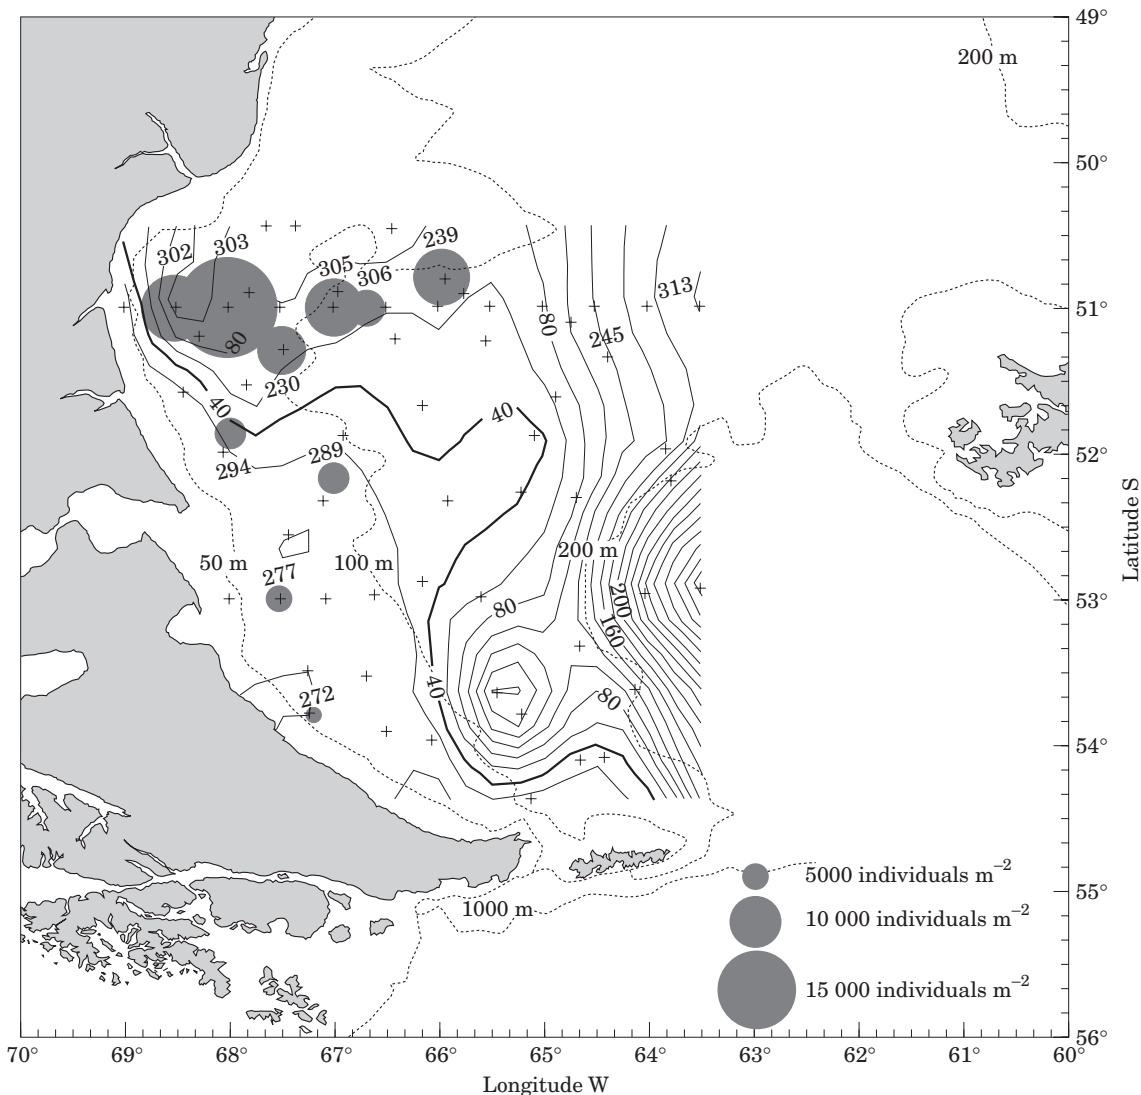 49°
200 m
50°
239
302
303
305
306
313
51°
80
245
80
230
40
40
294
289
52°
Latitude S
200 m
50 m
100 m
277
53°
80
200
160
40
80
272
54°
5000 individuals m⁻²
55°
1000 m
10 000 individuals m⁻²
15 000 individuals m⁻²
56°
70° 69° 68° 67° 66° 65° 64° 63° 62° 61° 60°
Longitude W